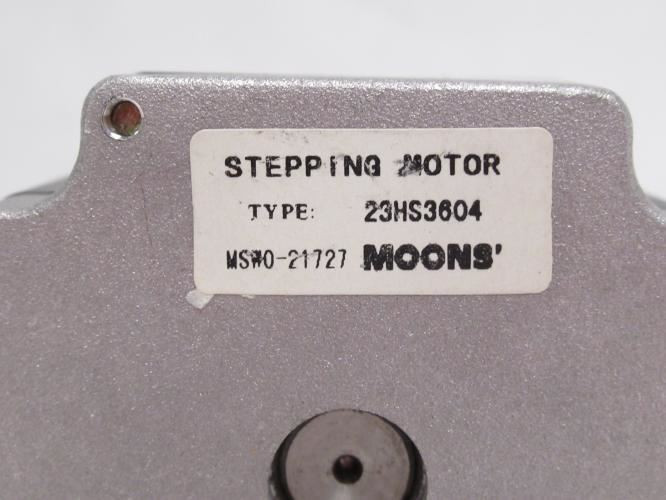 STEPPING MOTOR
TYPE: 23HS3604
MSWO-21727 MOONS'